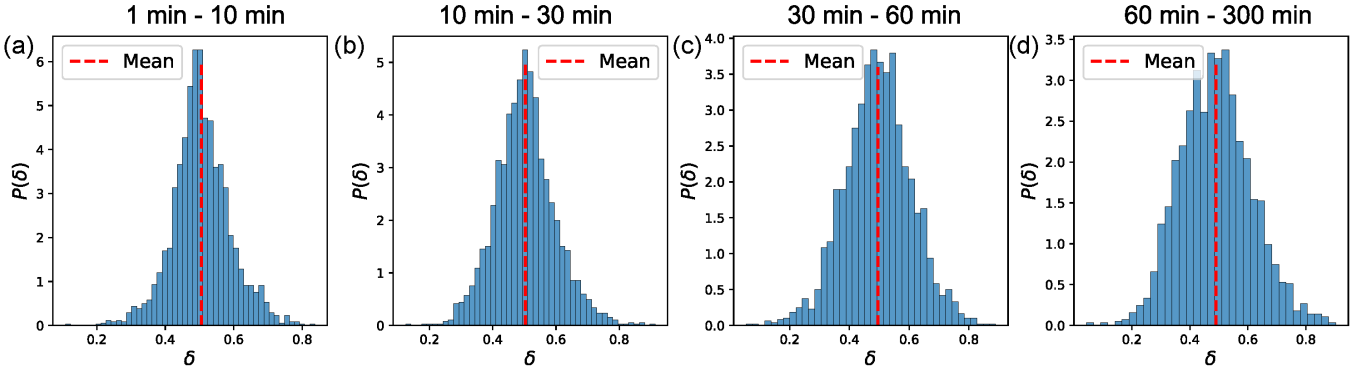 1 min - 10 min
10 min - 30 min
30 min - 60 min
60 min - 300 min
(a)
Mean
P(δ)
6
5
4
3
2
1
0
0.2 0.4 0.6 0.8
δ
(b)
Mean
P(δ)
5
4
3
2
1
0
0.2 0.4 0.6 0.8
δ
(c)
Mean
P(δ)
4.0
3.5
3.0
2.5
2.0
1.5
1.0
0.5
0.0
0.2 0.4 0.6 0.8
δ
(d)
Mean
P(δ)
3.5
3.0
2.5
2.0
1.5
1.0
0.5
0.0
0.2 0.4 0.6 0.8
δ